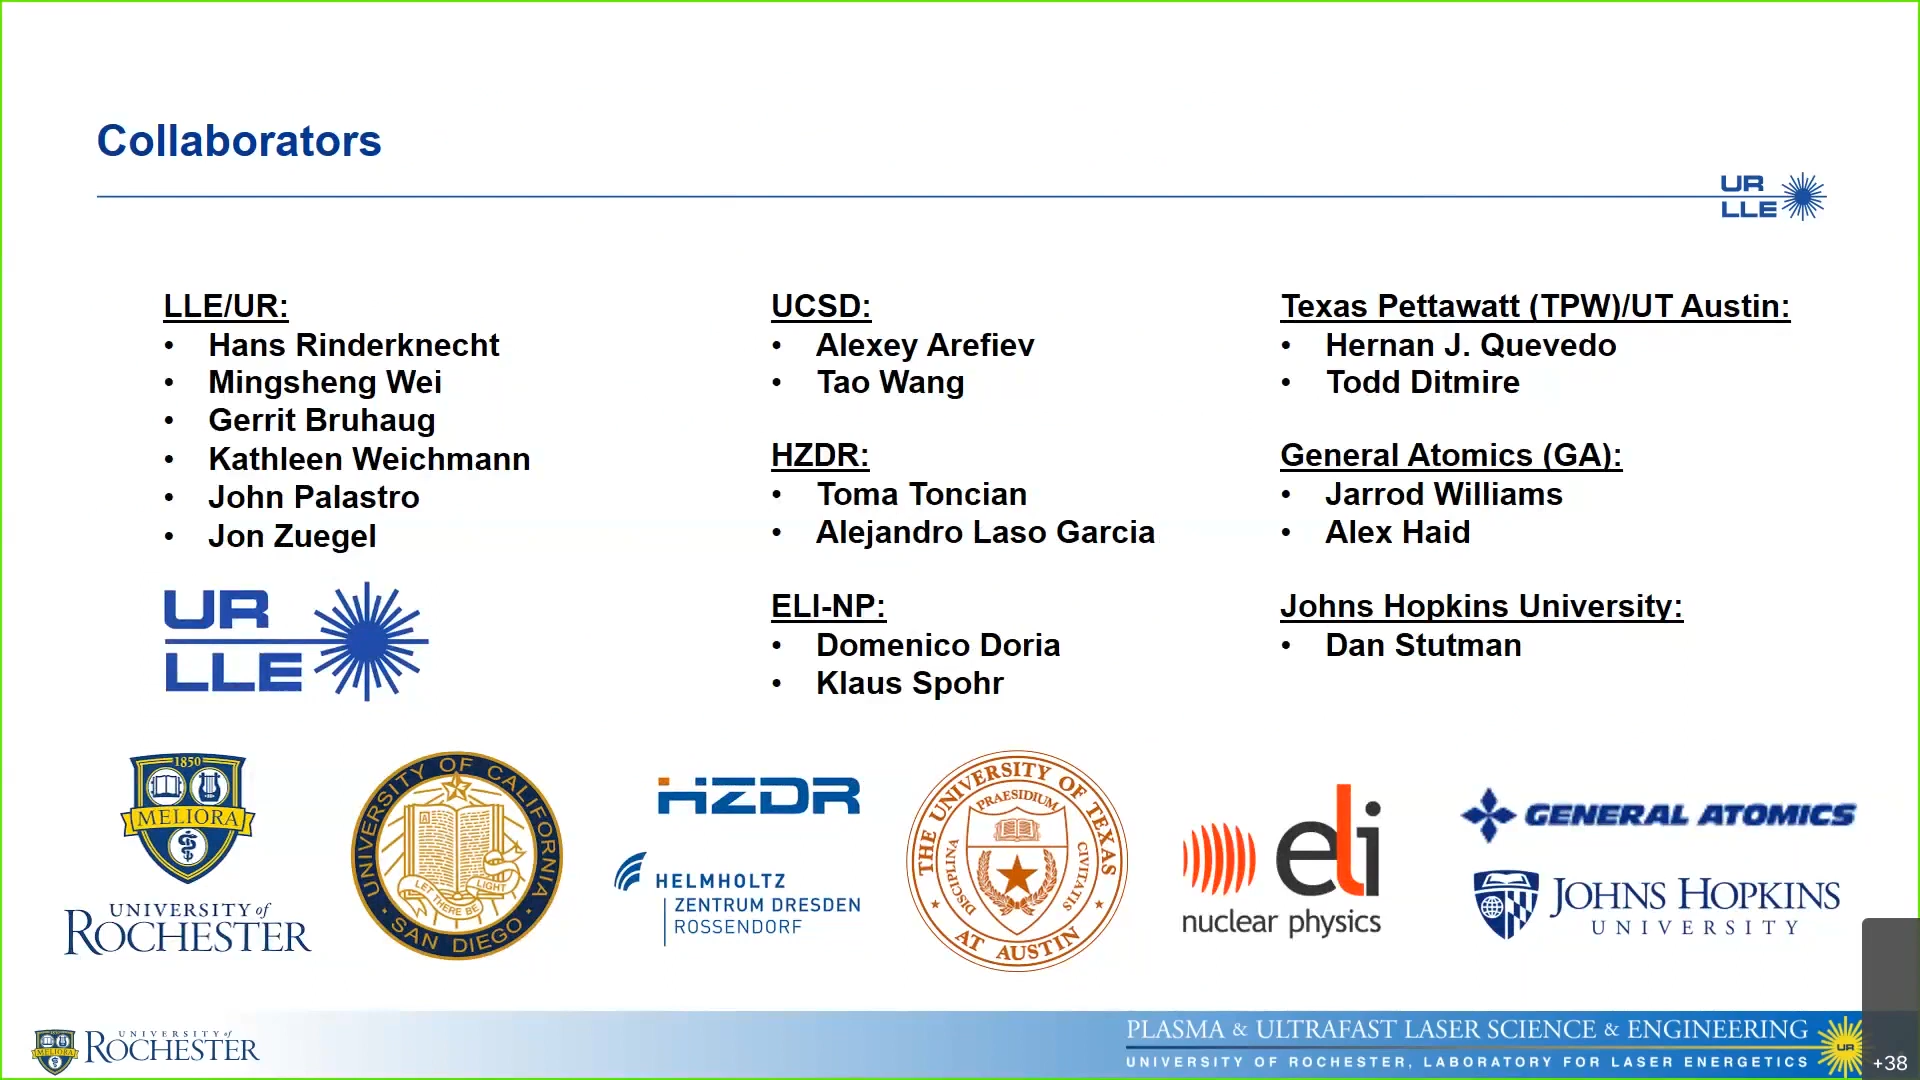 Collaborators
UR
LLE
LLE/UR:
• Hans Rinderknecht
• Mingsheng Wei
• Gerrit Bruhaug
• Kathleen Weichmann
• John Palastro
• Jon Zuegel
UR
LLE
UCSD:
• Alexey Arefiev
• Tao Wang
HZDR:
• Toma Toncian
• Alejandro Laso Garcia
ELI-NP:
• Domenico Doria
• Klaus Spohr
Texas Pettawatt (TPW)/UT Austin:
• Hernan J. Quevedo
• Todd Ditmire
General Atomics (GA):
• Jarrod Williams
• Alex Haid
Johns Hopkins University:
• Dan Stutman
1850
MELIORA
UNIVERSITY of
ROCHESTER
UNIVERSITY OF CALIFORNIA
LET THERE BE LIGHT
SAN DIEGO
HZDR
HELMHOLTZ
ZENTRUM DRESDEN
ROSSENDORF
THE UNIVERSITY OF TEXAS
PRAESIDIUM
DISCIPLINA
CIVITATIS
AT AUSTIN
eli
nuclear physics
GENERAL ATOMICS
JOHNS HOPKINS
UNIVERSITY
MELIORA
UNIVERSITY of
ROCHESTER
PLASMA & ULTRAFAST LASER SCIENCE & ENGINEERING
UNIVERSITY OF ROCHESTER, LABORATORY FOR LASER ENERGETICS
UR
+38